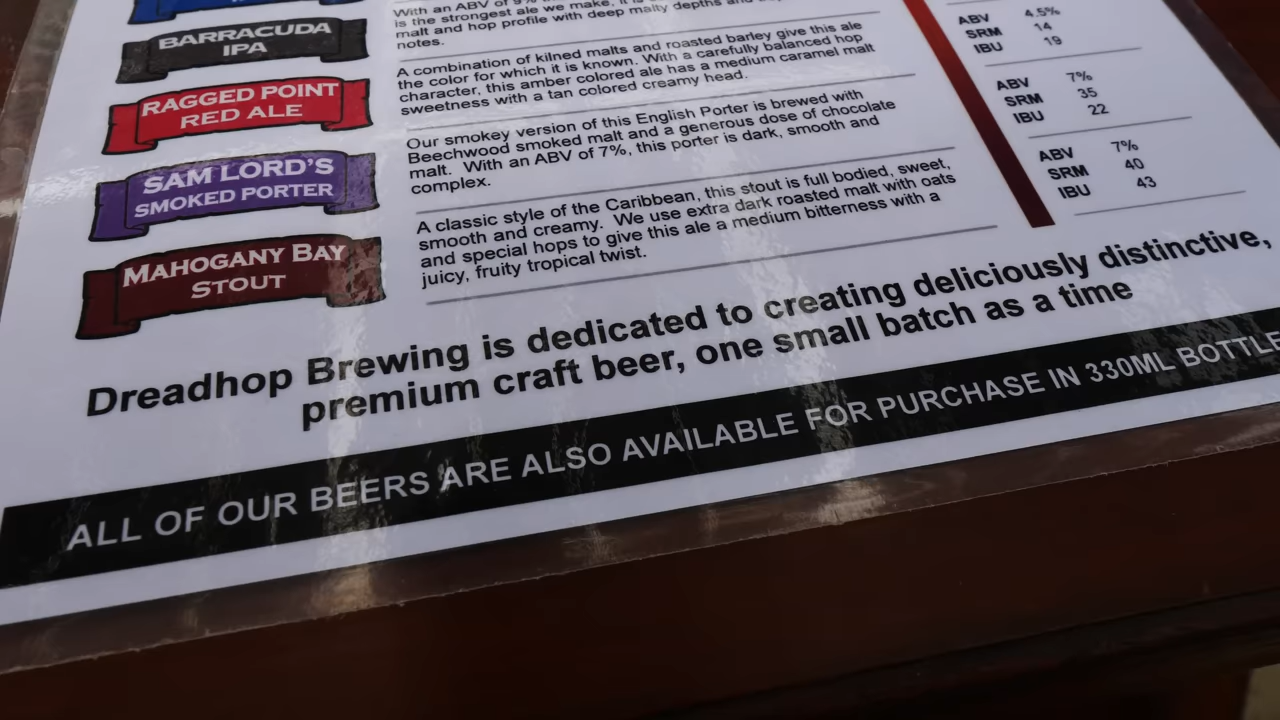 With an ABV of 9%
is the strongest ale we make, it is
malt and hop profile with deep malty depths and
notes.
BARRACUDA
IPA
A combination of kilned malts and roasted barley give this ale
the color for which it is known. With a carefully balanced hop
character, this amber colored ale has a medium caramel malt
sweetness with a tan colored creamy head.
ABV 4.5%
SRM 14
IBU 19
RAGGED POINT
RED ALE
Our smokey version of this English Porter is brewed with
Beechwood smoked malt and a generous dose of chocolate
malt. With an ABV of 7%, this porter is dark, smooth and
complex.
ABV 7%
SRM 35
IBU 22
SAM LORD'S
SMOKED PORTER
A classic style of the Caribbean, this stout is full bodied, sweet,
smooth and creamy. We use extra dark roasted malt with oats
and special hops to give this ale a medium bitterness with a
juicy, fruity tropical twist.
ABV 7%
SRM 40
IBU 43
MAHOGANY BAY
STOUT
Dreadhop Brewing is dedicated to creating deliciously distinctive,
premium craft beer, one small batch as a time
ALL OF OUR BEERS ARE ALSO AVAILABLE FOR PURCHASE IN 330ML BOTTLE